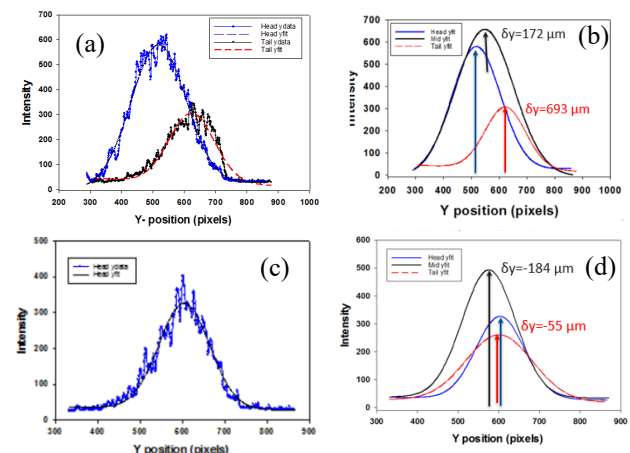 (a)
Head ydata
Head yfit
Tail ydata
Tail yfit
Intensity
700
600
500
400
300
200
100
0
200 300 400 500 600 700 800 900 1000
Y- position (pixels)
(b)
Head yfit
Mid yfit
Tail yfit
δy=172 µm
δy=693 µm
Intensity
700
600
500
400
300
200
100
0
200 300 400 500 600 700 800 900 1000
Y position (pixels)
(c)
Head ydata
Head yfit
Intensity
500
400
300
200
100
0
300 400 500 600 700 800 900
Y position (pixels)
(d)
Head yfit
Mid yfit
Tail yfit
δy=-184 µm
δy=-55 µm
Intensity
600
500
400
300
200
100
0
300 400 500 600 700 800 900
Y position (pixels)